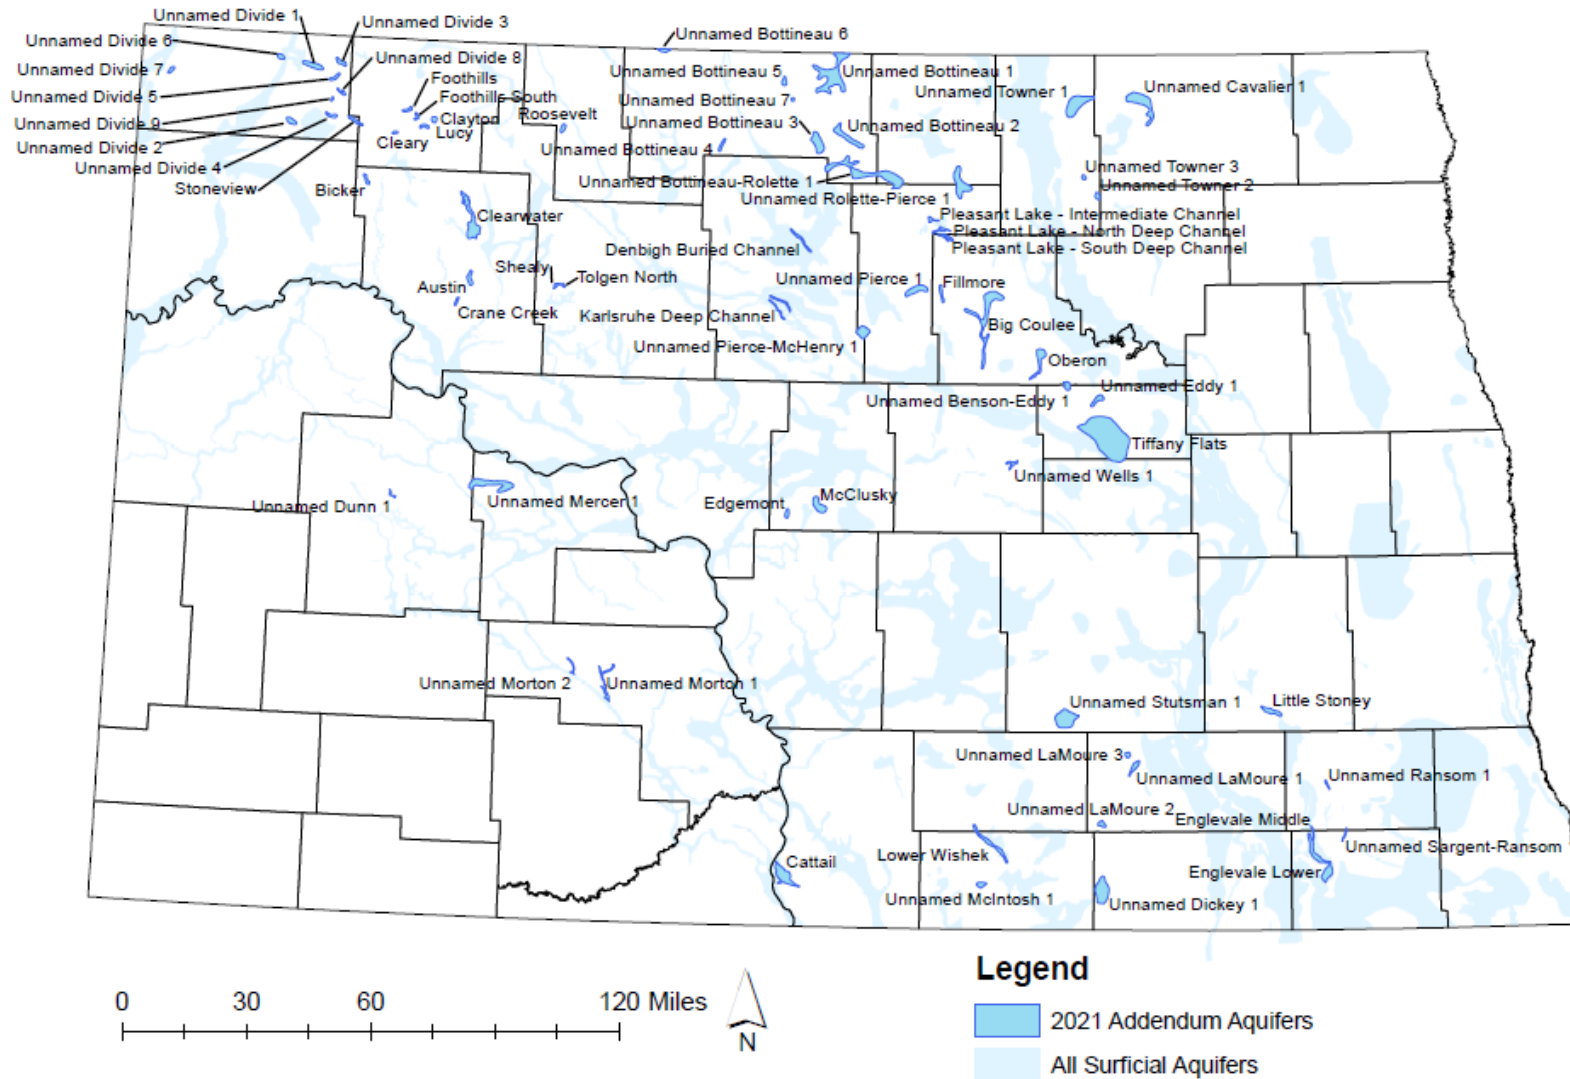 Unnamed Divide 1
Unnamed Divide 3
Unnamed Bottineau 6
Unnamed Divide 6
Unnamed Divide 8
Unnamed Divide 7
Foothills
Unnamed Bottineau 5
Unnamed Bottineau 1
Unnamed Cavalier 1
Unnamed Towner 1
Unnamed Divide 5
Foothills South
Unnamed Bottineau 7
Roosevelt
Clayton
Unnamed Divide 9
Unnamed Bottineau 3
Unnamed Bottineau 2
Lucy
Cleary
Unnamed Divide 2
Unnamed Bottineau 4
Unnamed Divide 4
Unnamed Towner 3
Stoneview
Bicker
Unnamed Bottineau-Rolette 1
Unnamed Towner 2
Unnamed Rolette-Pierce 1
Clearwater
Pleasant Lake - Intermediate Channel
Pleasant Lake - North Deep Channel
Pleasant Lake - South Deep Channel
Denbigh Buried Channel
Shealy
Tolgen North
Unnamed Pierce 1
Fillmore
Austin
Crane Creek
Karlsruhe Deep Channel
Big Coulee
Unnamed Pierce-McHenry 1
Oberon
Unnamed Eddy 1
Unnamed Benson-Eddy 1
Tiffany Flats
Unnamed Wells 1
Unnamed Dunn 1
Unnamed Mercer 1
Edgemont
McClusky
Unnamed Morton 2
Unnamed Morton 1
Unnamed Stutsman 1
Little Stoney
Unnamed LaMoure 3
Unnamed LaMoure 1
Unnamed Ransom 1
Unnamed LaMoure 2
Englevale Middle
Unnamed Sargent-Ransom
Cattail
Lower Wishek
Englevale Lower
Unnamed McIntosh 1
Unnamed Dickey 1
Legend
0 30 60 120 Miles
N
2021 Addendum Aquifers
All Surficial Aquifers